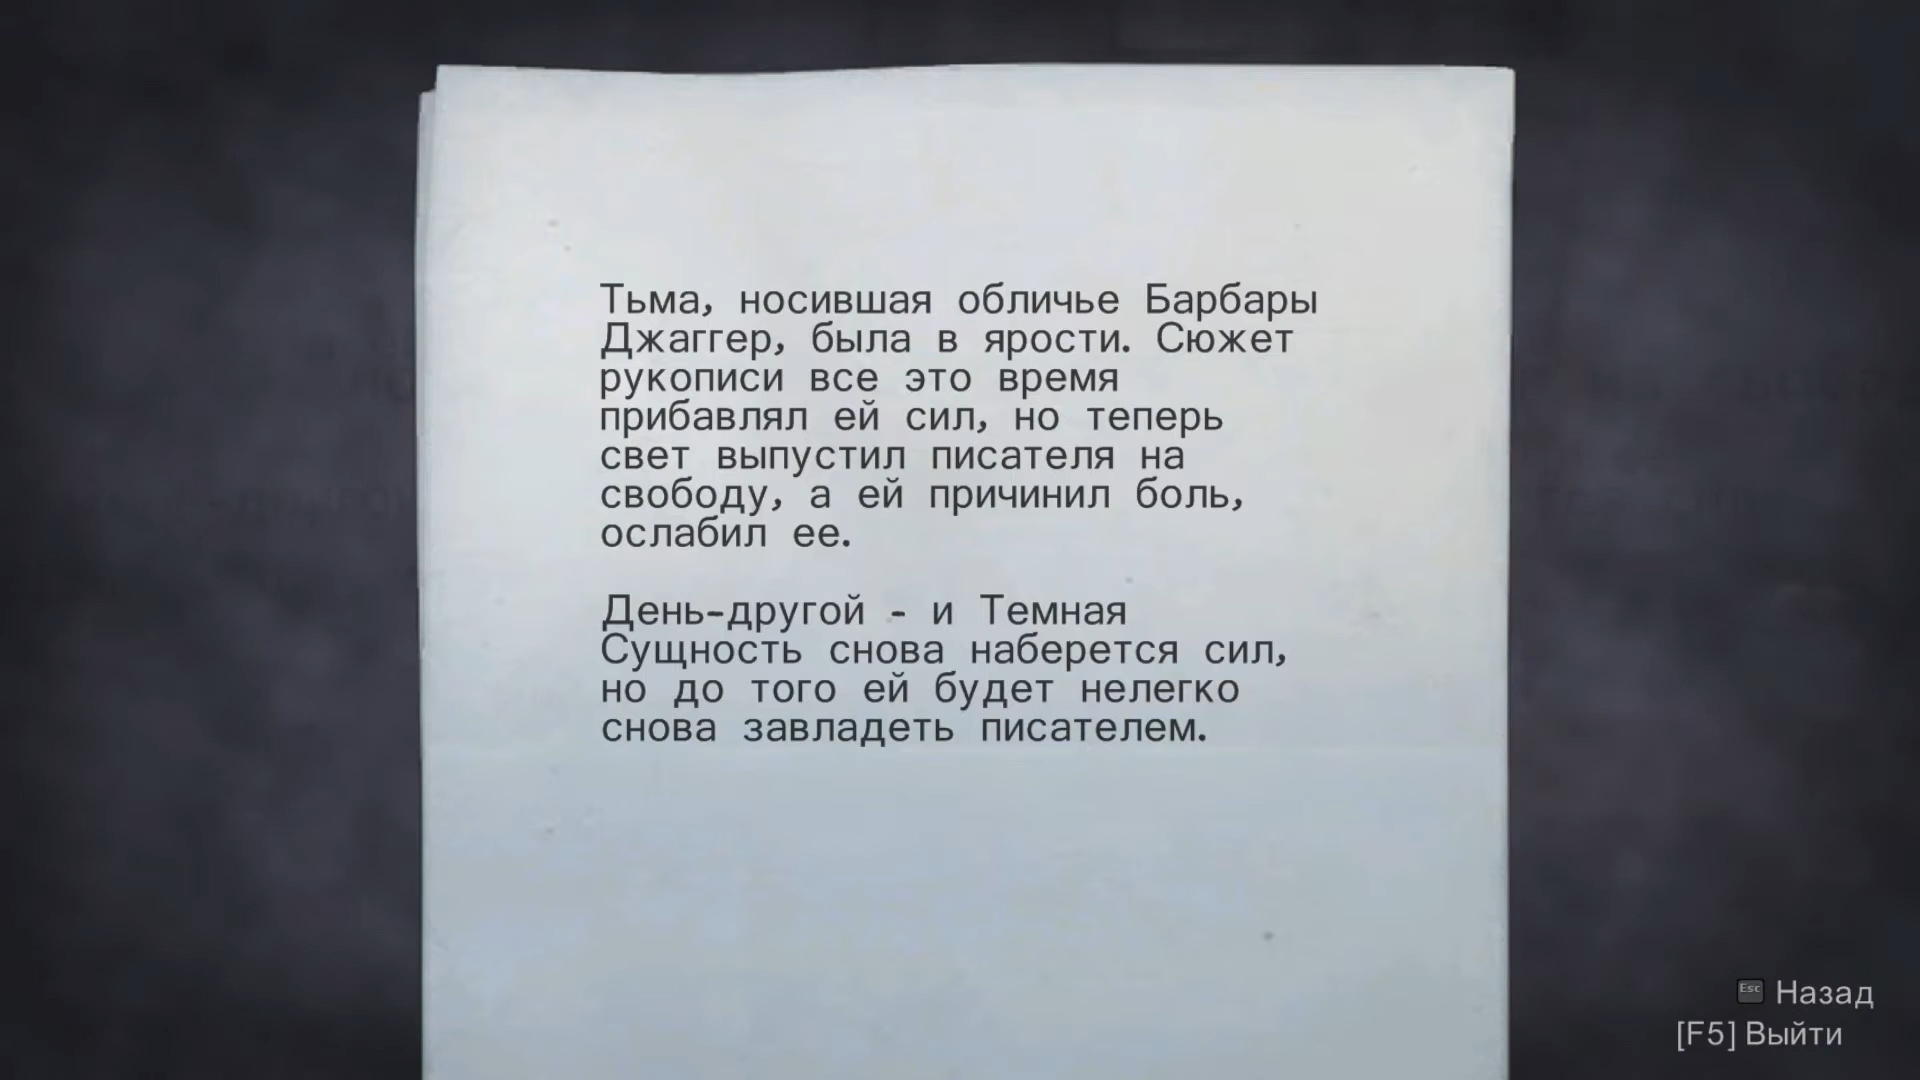 Тьма, носившая обличье Барбары
Джаггер, была в ярости. Сюжет
рукописи все это время
прибавлял ей сил, но теперь
свет выпустил писателя на
свободу, а ей причинил боль,
ослабил ее.
День-другой - и Темная
Сущность снова наберется сил,
но до того ей будет нелегко
снова завладеть писателем.
Esc Назад
[F5] Выйти